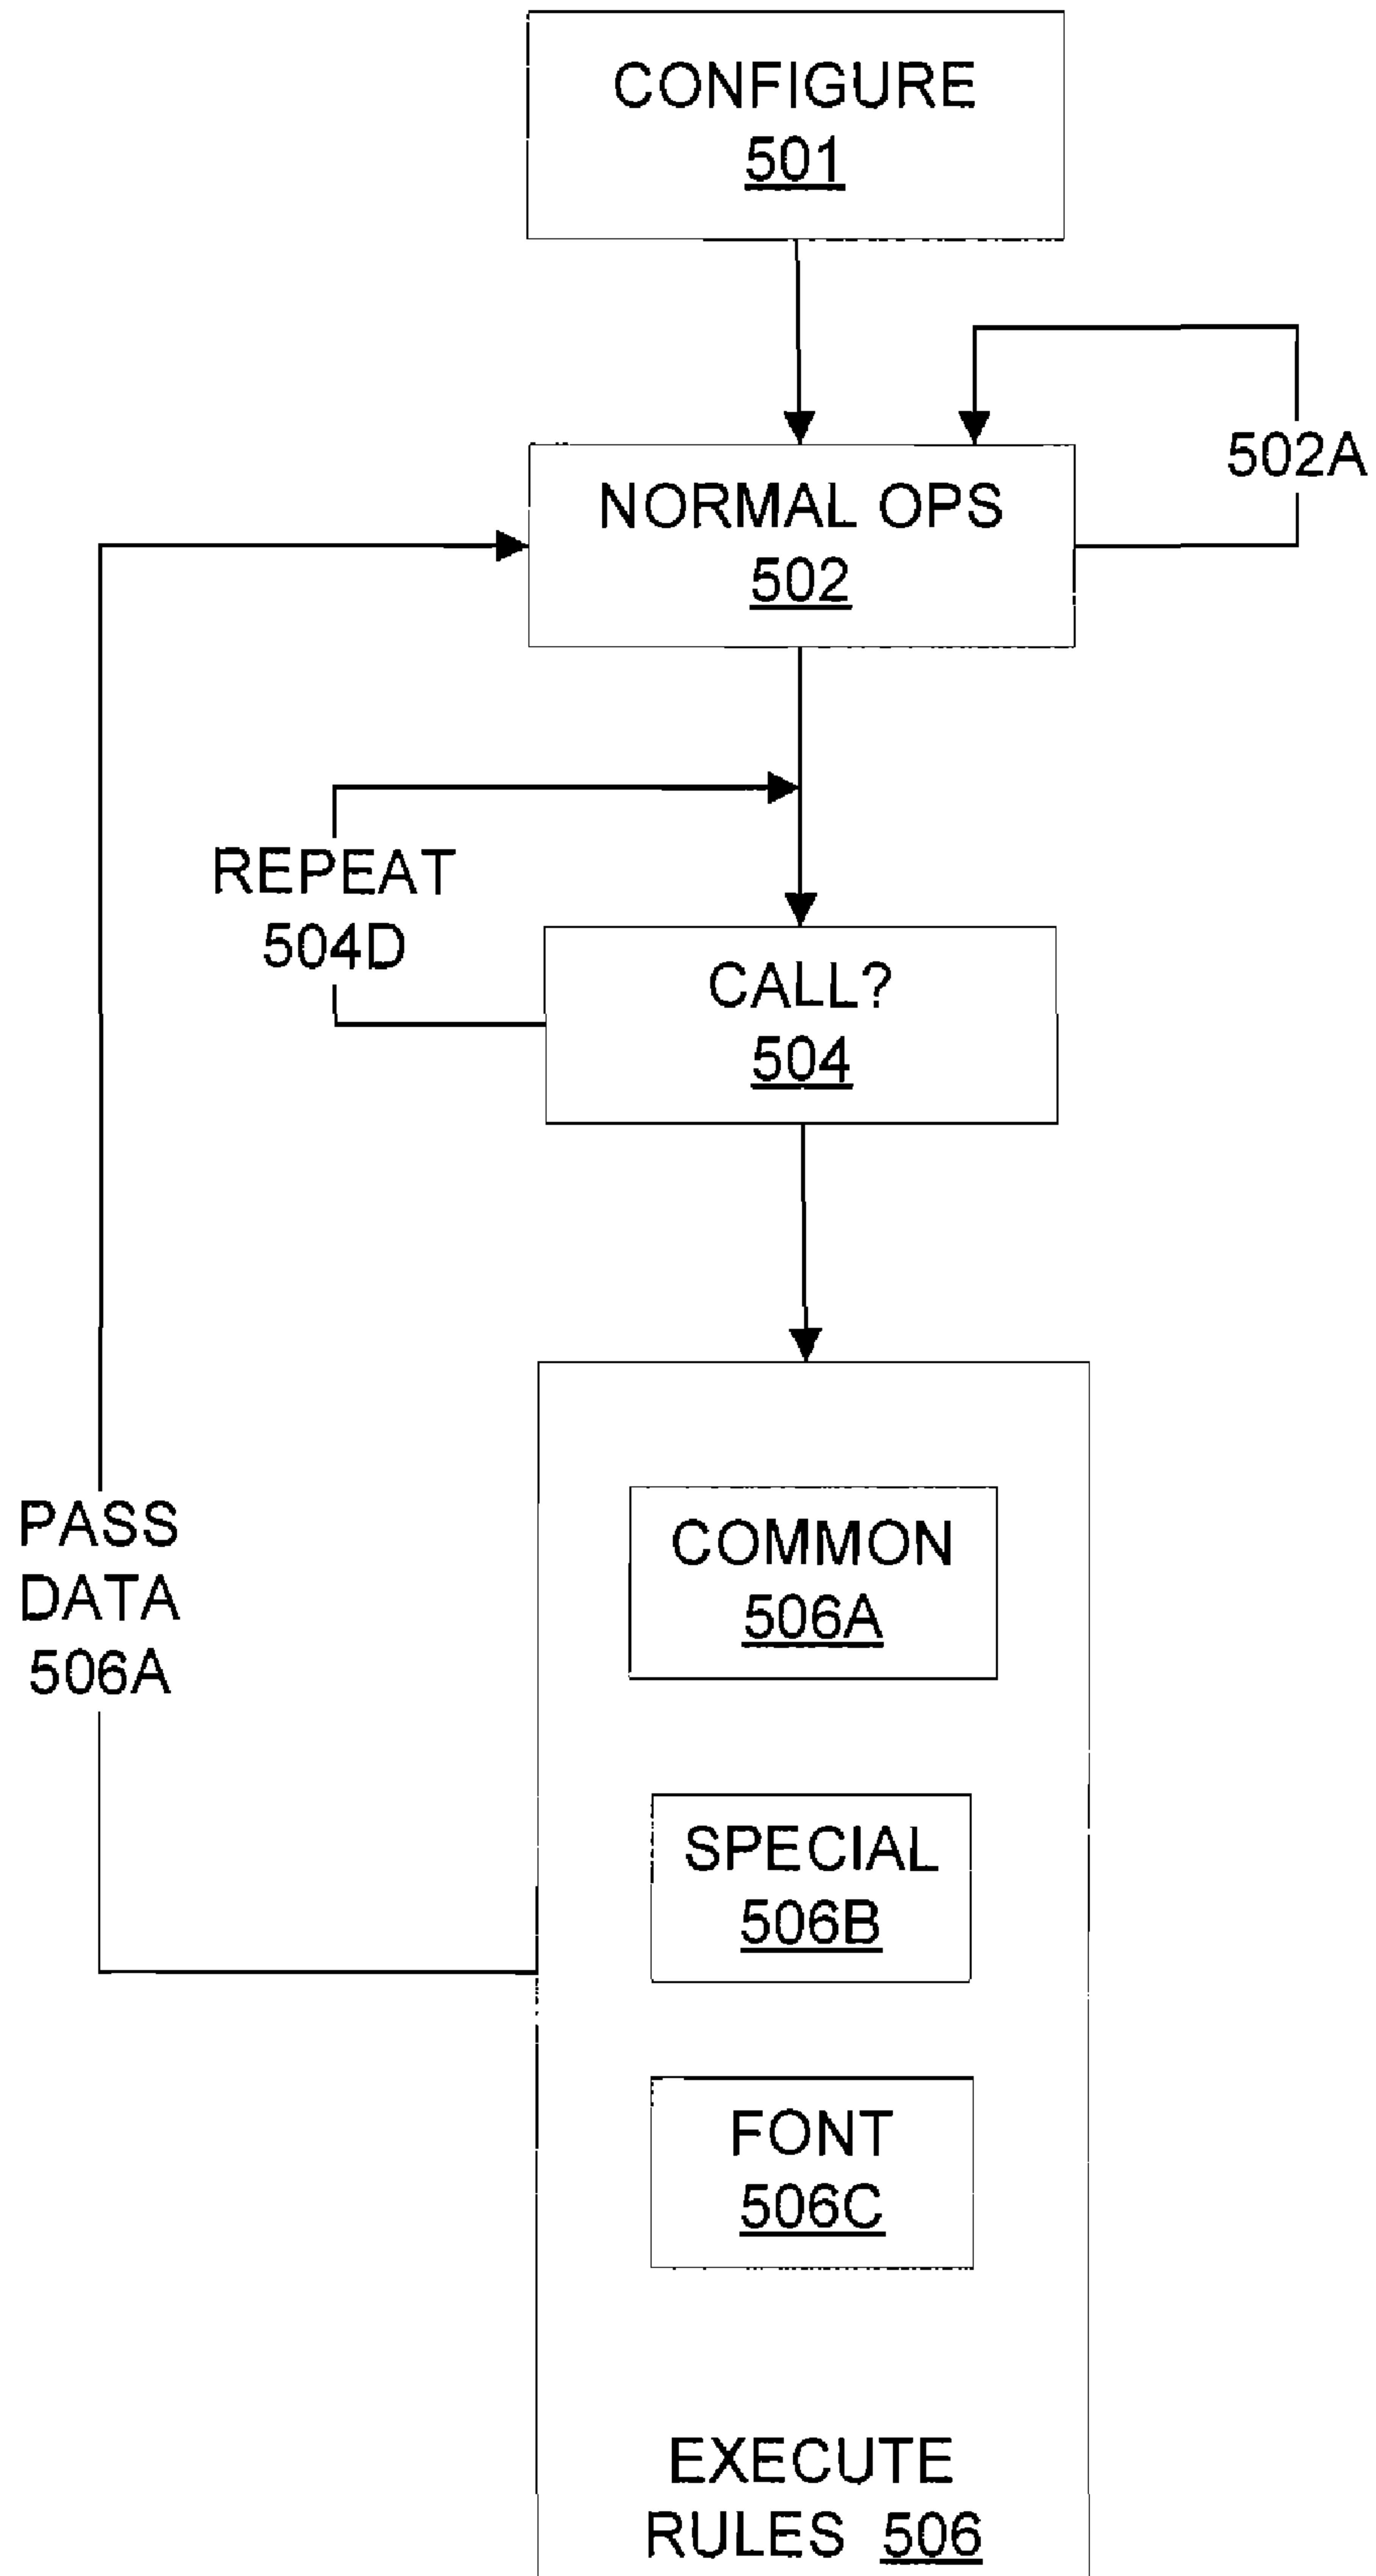 CONFIGURE
501
502A
NORMAL OPS
502
REPEAT
504D
CALL?
504
PASS
DATA
506A
COMMON
506A
SPECIAL
506B
FONT
506C
EXECUTE
RULES 506